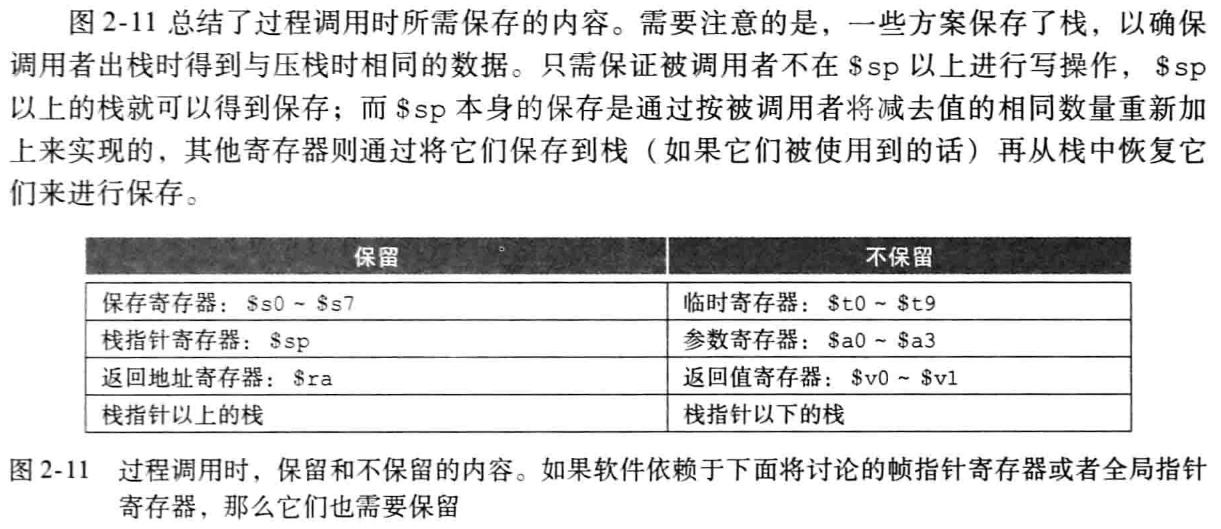 图 2-11 总结了过程调用时所需保存的内容。需要注意的是，一些方案保存了栈，以确保
调用者出栈时得到与压栈时相同的数据。只需保证被调用者不在 $sp 以上进行写操作， $sp
以上的栈就可以得到保存；而 $sp 本身的保存是通过按被调用者将减去值的相同数量重新加
上来实现的，其他寄存器则通过将它们保存到栈（如果它们被使用到的话）再从栈中恢复它
们来进行保存。
保留 不保留
保存寄存器： $s0 ~ $s7 临时寄存器： $t0 ~ $t9
栈指针寄存器： $sp 参数寄存器： $a0 ~ $a3
返回地址寄存器： $ra 返回值寄存器： $v0 ~ $v1
栈指针以上的栈 栈指针以下的栈
图 2-11 过程调用时，保留和不保留的内容。如果软件依赖于下面将讨论的帧指针寄存器或者全局指针
寄存器，那么它们也需要保留